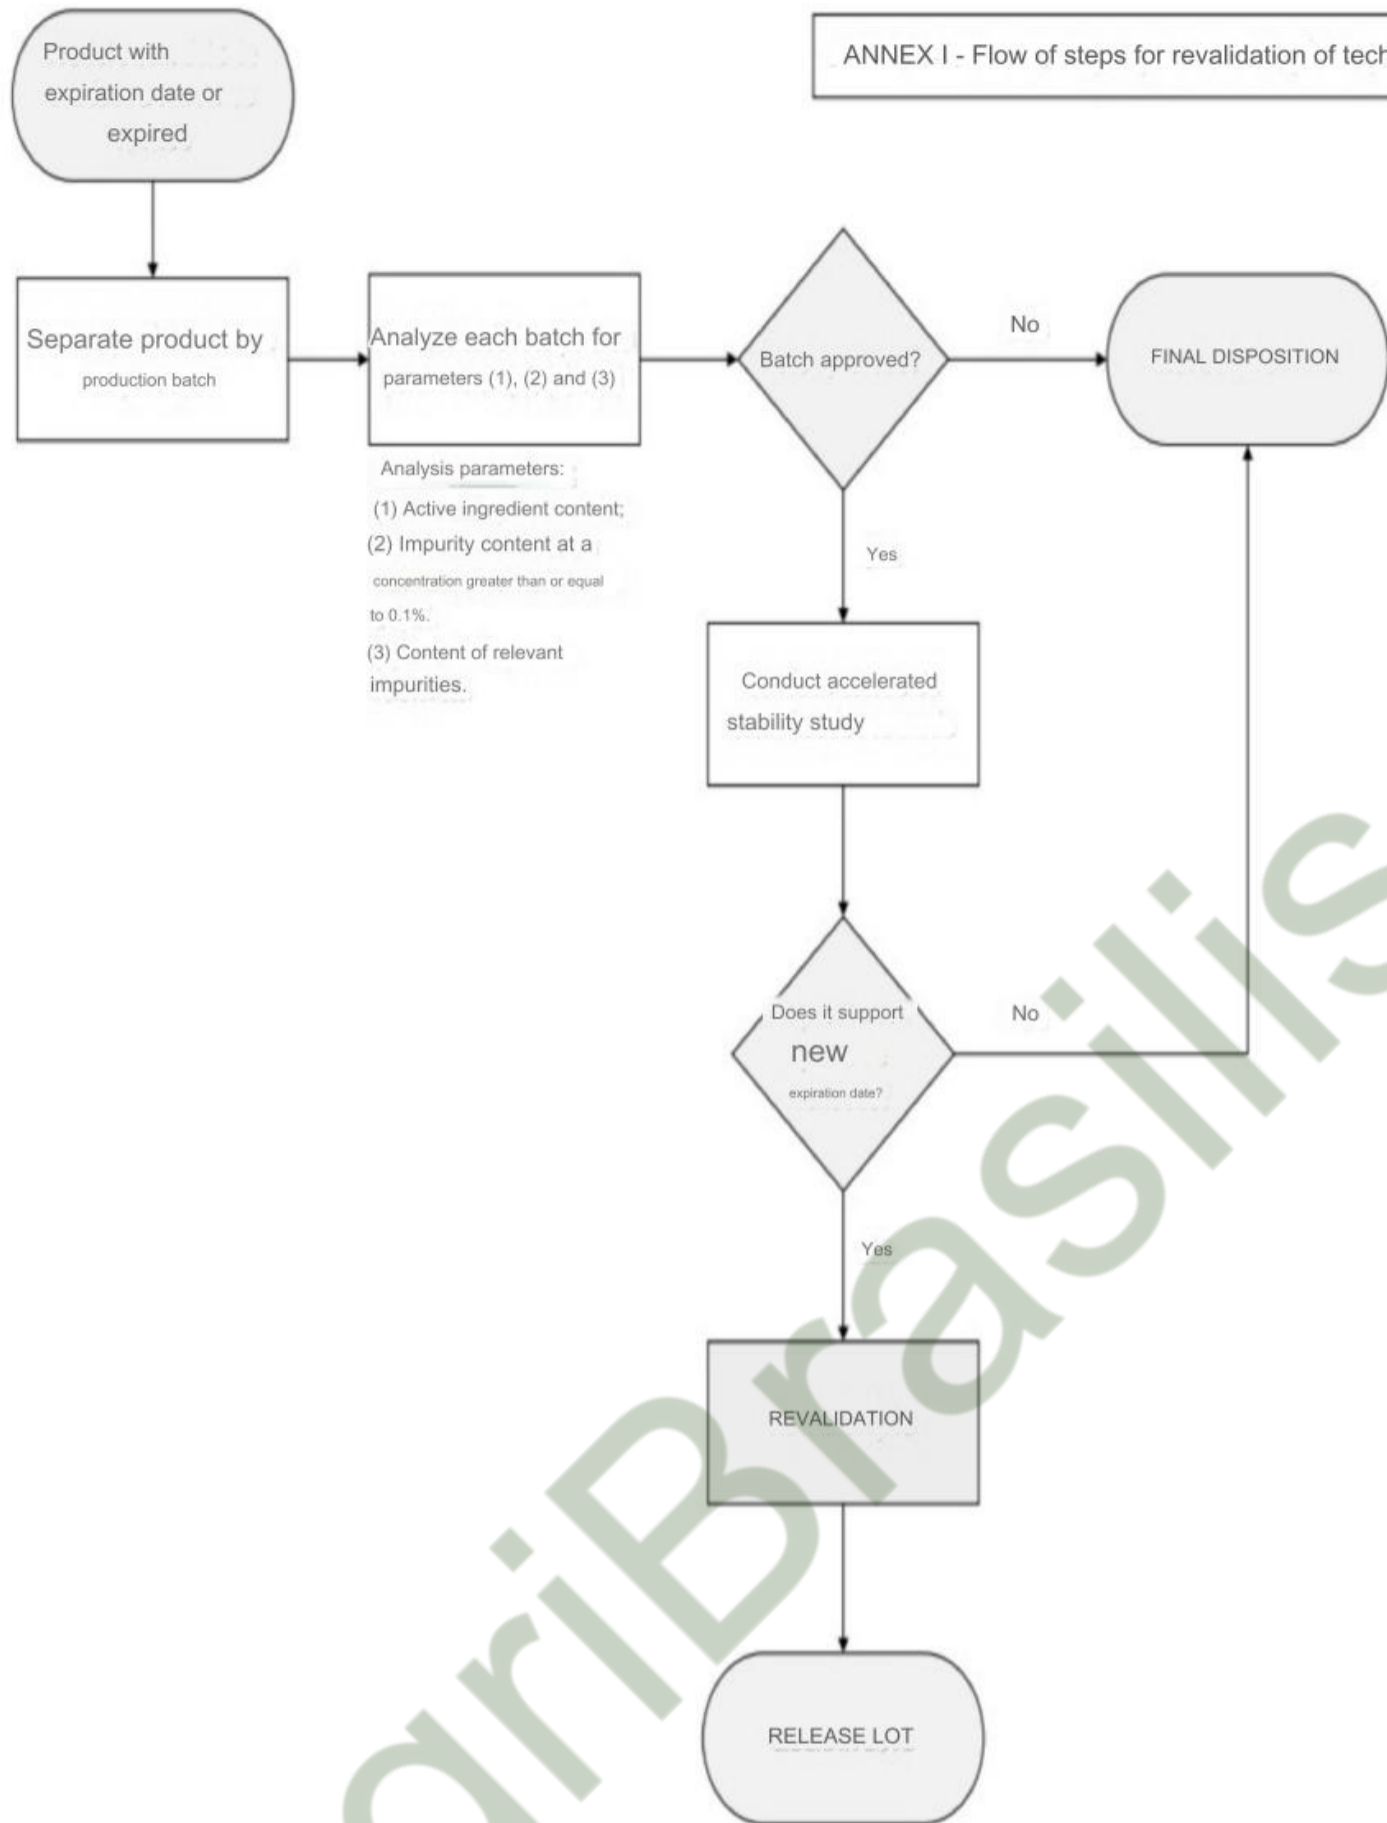 Product with
expiration date or
expired
ANNEX I - Flow of steps for revalidation of tech
Separate product by
production batch
Analyze each batch for
parameters (1), (2) and (3)
Batch approved?
No
FINAL DISPOSITION
Analysis parameters:
(1) Active ingredient content;
(2) Impurity content at a
concentration greater than or equal
to 0.1%.
(3) Content of relevant
impurities.
Yes
Conduct accelerated
stability study
Does it support
new
expiration date?
No
Yes
REVALIDATION
RELEASE LOT
griBrasilis